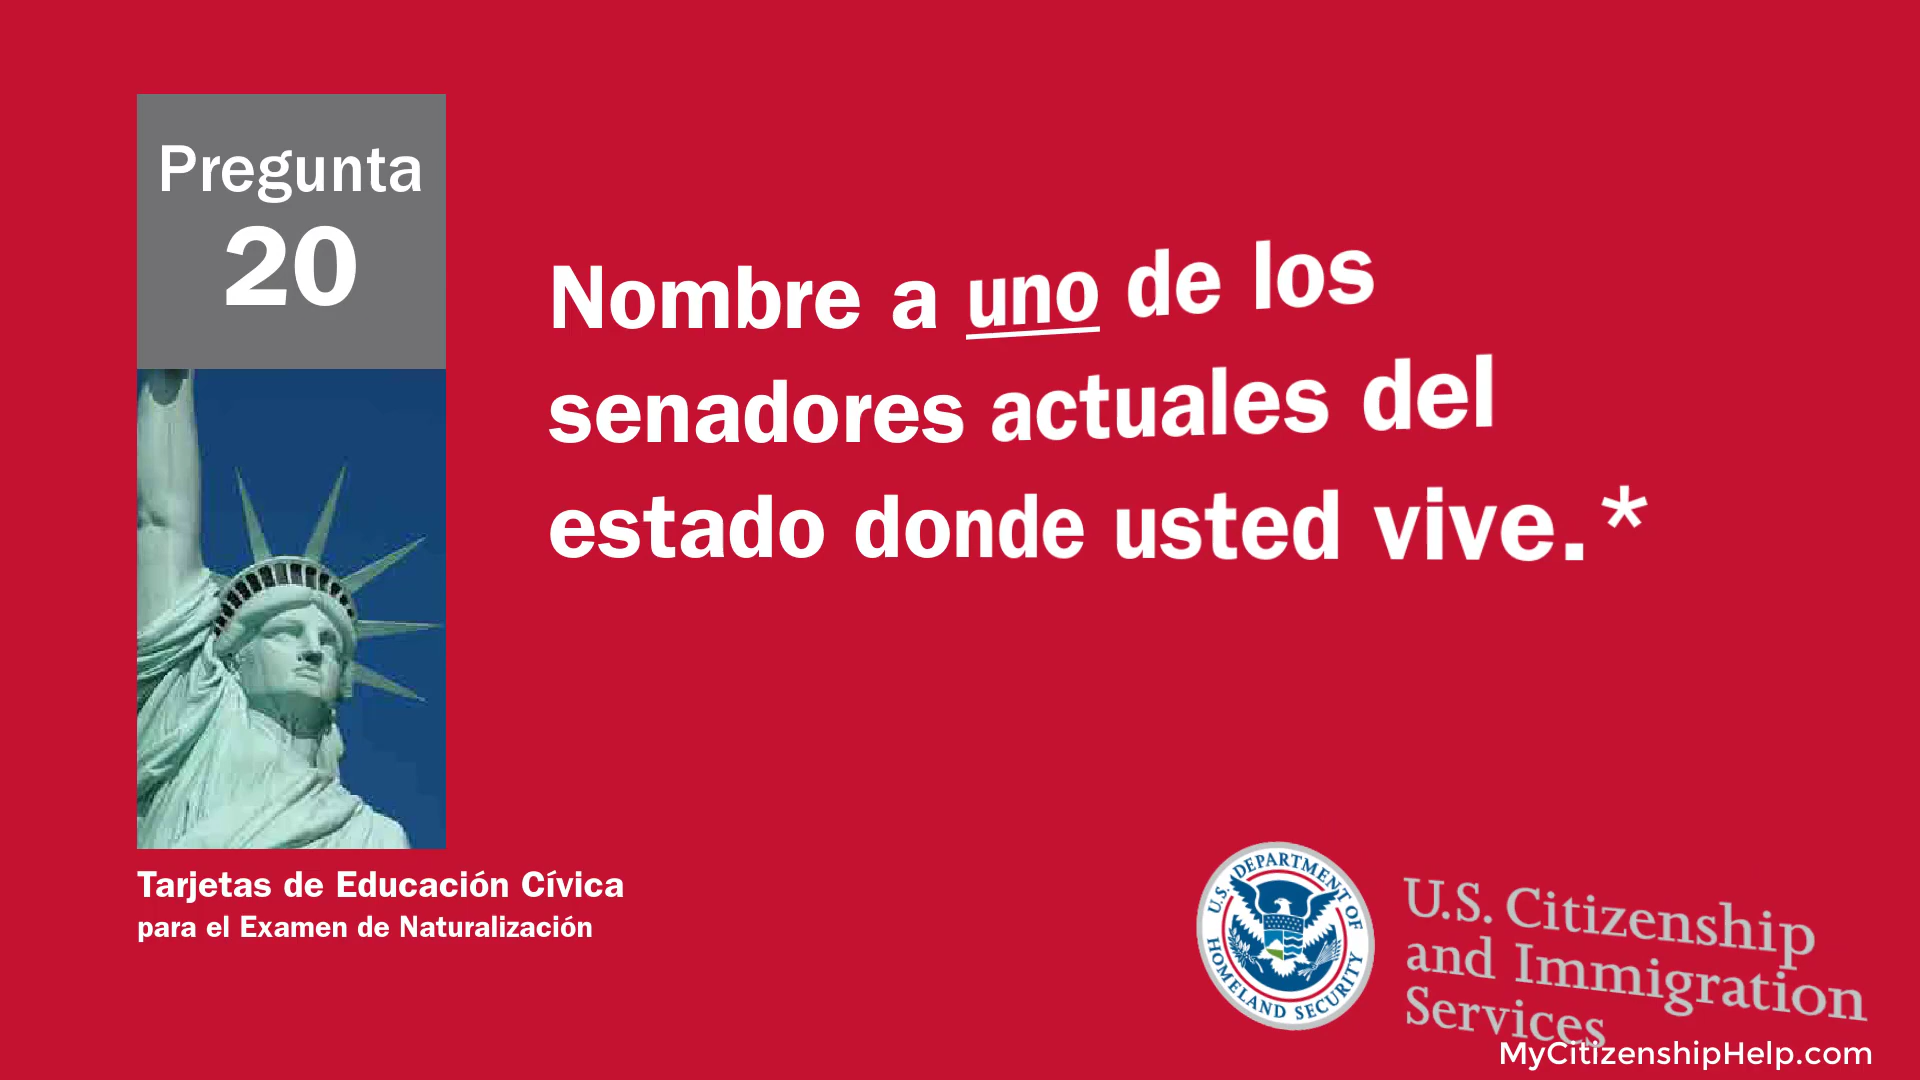 Pregunta
20
Nombre a uno de los
senadores actuales del
estado donde usted vive.*
Tarjetas de Educación Cívica
para el Examen de Naturalización
U.S. DEPARTMENT OF
HOMELAND SECURITY
U.S. Citizenship
and Immigration
Services
MyCitizenshipHelp.com